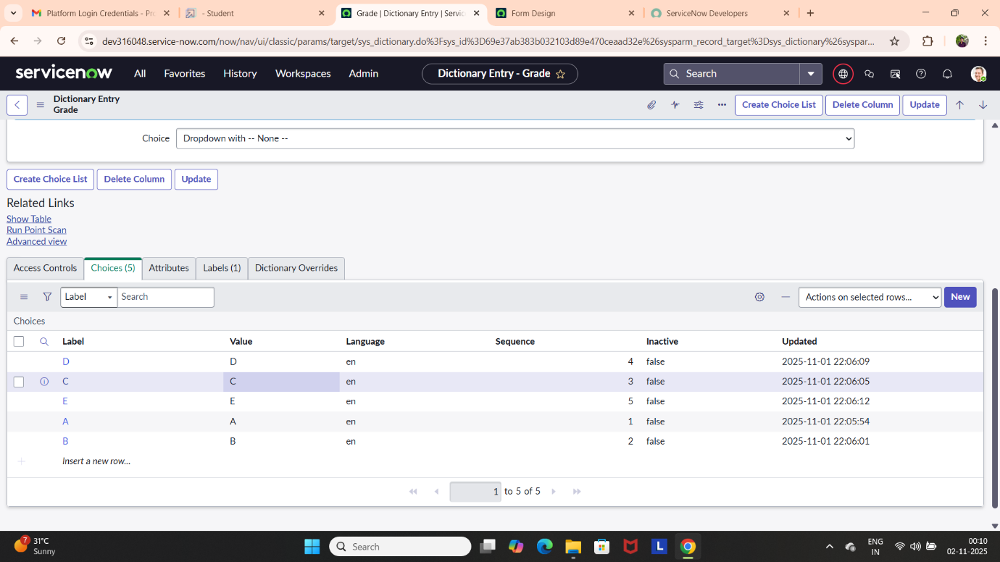 Platform Login Credentials - Pr
- Student
Grade | Dictionary Entry | Servic
Form Design
ServiceNow Developers
dev316048.service-now.com/now/nav/ui/classic/params/target/sys_dictionary.do%3Fsys_id%3D69e37ab383b032103d89e470ceaad32e%26sysparm_record_target%3Dsys_dictionary%26syspar...
servicenow All Favorites History Workspaces Admin Dictionary Entry - Grade Search
Dictionary Entry
Grade
Create Choice List Delete Column Update
Choice Dropdown with -- None --
Create Choice List Delete Column Update
Related Links
Show Table
Run Point Scan
Advanced view
Access Controls Choices (5) Attributes Labels (1) Dictionary Overrides
Label Search Actions on selected rows... New
Choices
Label Value Language Sequence Inactive Updated
D D en 4 false 2025-11-01 22:06:09
C C en 3 false 2025-11-01 22:06:05
E E en 5 false 2025-11-01 22:06:12
A A en 1 false 2025-11-01 22:05:54
B B en 2 false 2025-11-01 22:06:01
Insert a new row...
1 to 5 of 5
7 31°C
Sunny
Search
L
ENG
IN
00:10
02-11-2025